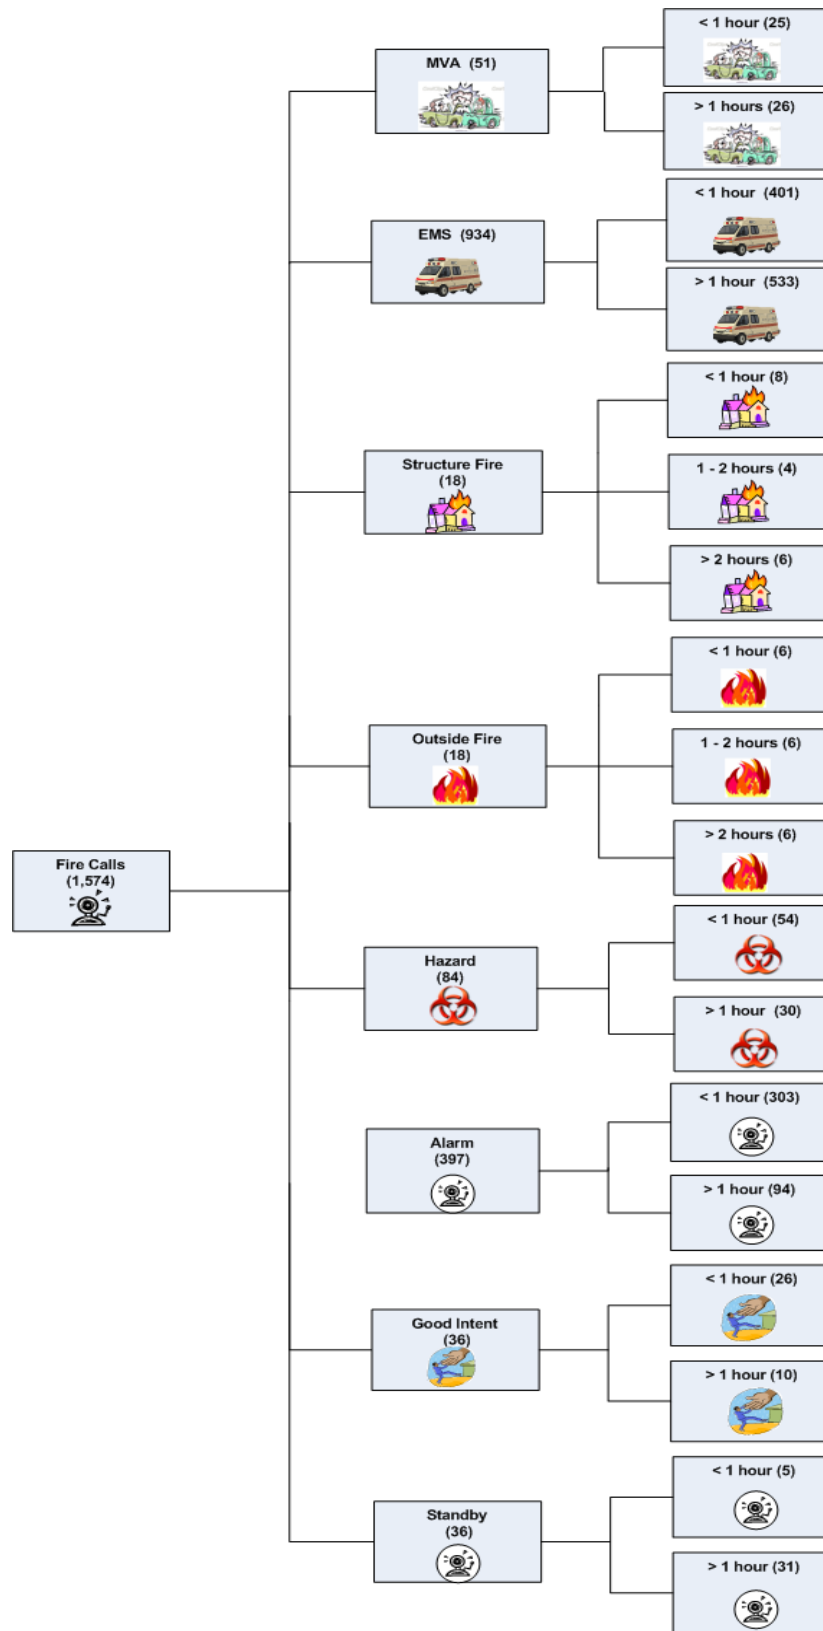 Fire Calls
(1,574)
MVA (51)
< 1 hour (25)
> 1 hours (26)
EMS (934)
< 1 hour (401)
> 1 hour (533)
Structure Fire
(18)
< 1 hour (8)
1 - 2 hours (4)
> 2 hours (6)
Outside Fire
(18)
< 1 hour (6)
1 - 2 hours (6)
> 2 hours (6)
Hazard
(84)
< 1 hour (54)
> 1 hour (30)
Alarm
(397)
< 1 hour (303)
> 1 hour (94)
Good Intent
(36)
< 1 hour (26)
> 1 hour (10)
Standby
(36)
< 1 hour (5)
> 1 hour (31)